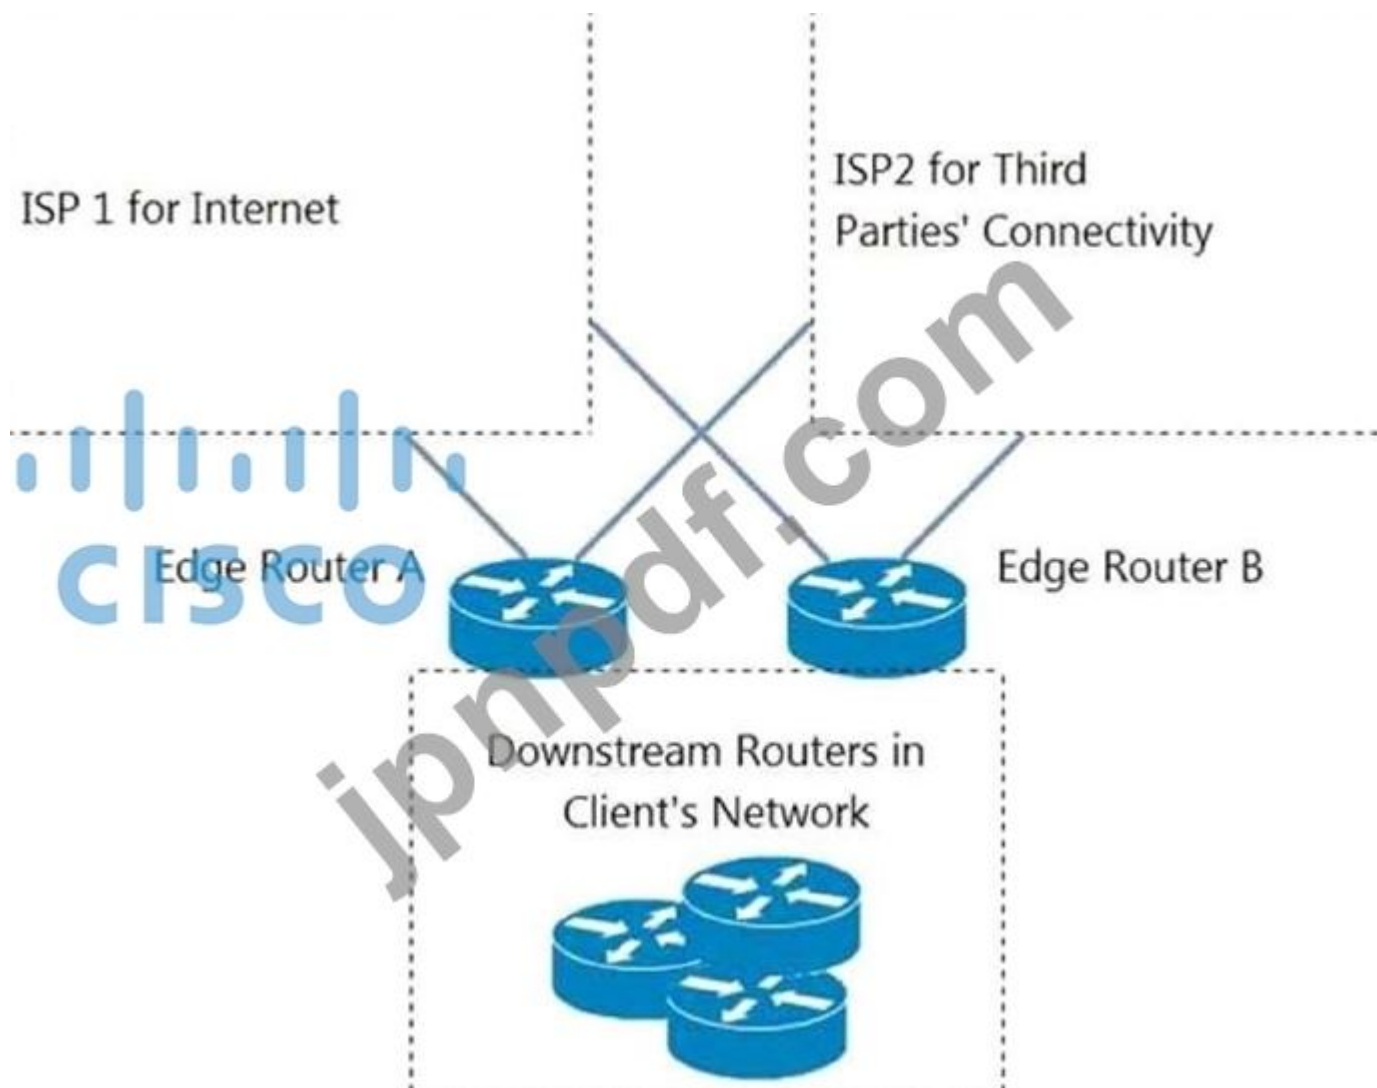 ISP 1 for Internet
ISP2 for Third
Parties' Connectivity
CISCO
Edge Router A
Edge Router B
jpnpdf.com
Downstream Routers in
Client's Network